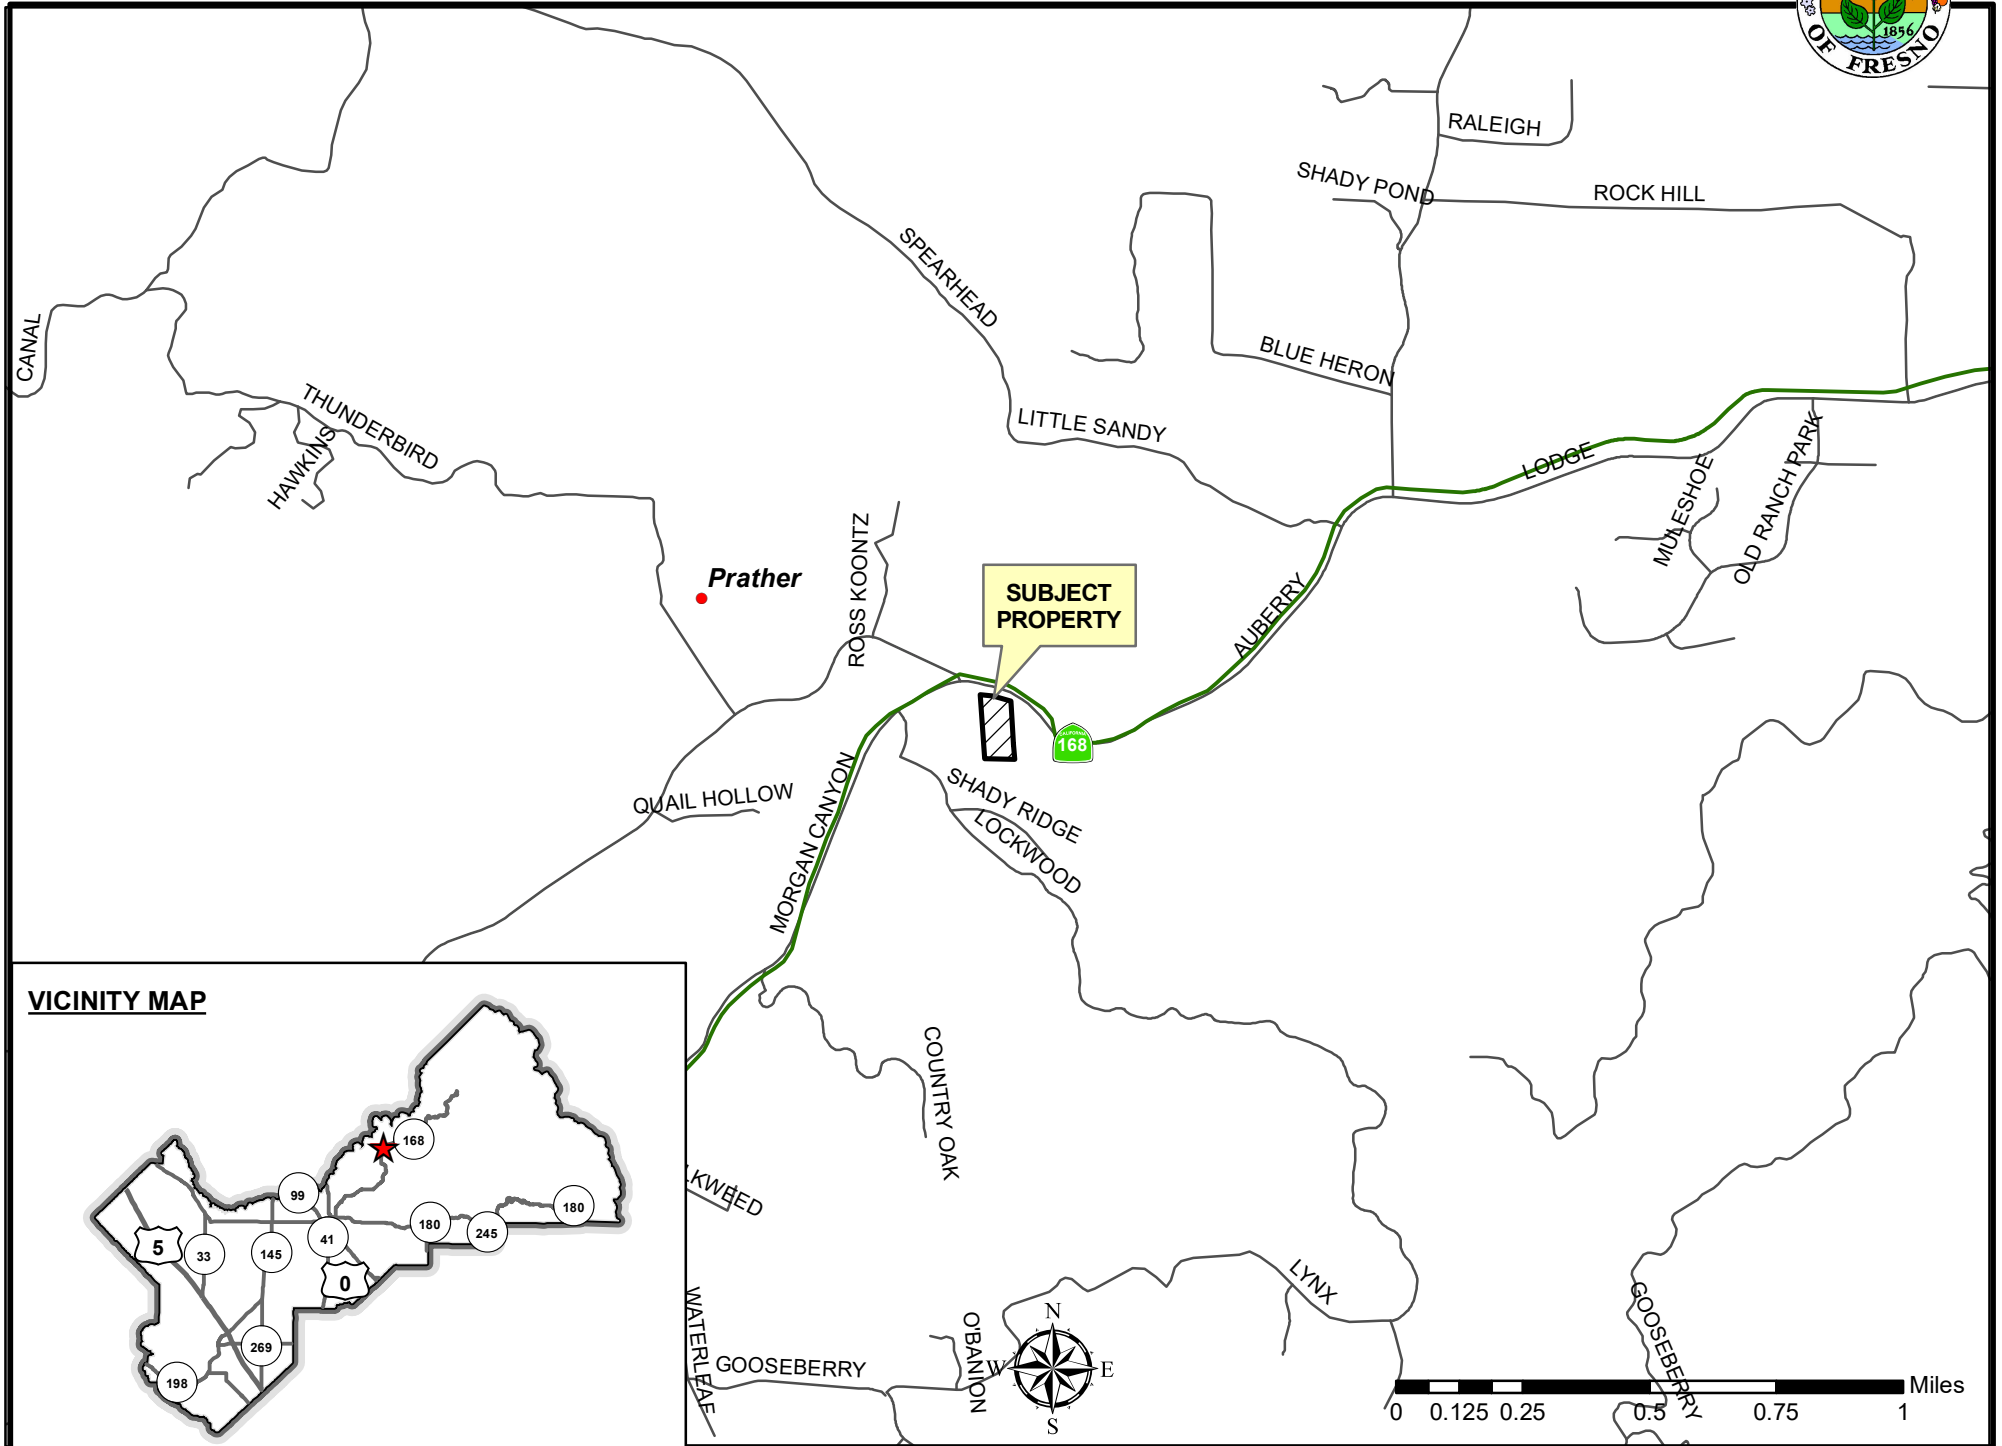 1856
OF FRESNO
RALEIGH
SHADY POND
ROCK HILL
SPEARHEAD
CANAL
BLUE HERON
THUNDERBIRD
LITTLE SANDY
HAWKINS
LODGE
MULESHOE
OLD RANCH PARK
ROSS KOONTZ
Prather
SUBJECT
PROPERTY
AUBERRY
CALIFORNIA
168
MORGAN CANYON
QUAIL HOLLOW
SHADY RIDGE
LOCKWOOD
COUNTRY OAK
LKWEED
WATERLEAF
GOOSEBERRY
O'BANION
LYNX
GOOSEBERRY
N
W
E
S
Miles
0 0.125 0.25 0.5 0.75 1
VICINITY MAP
168
99
180
180
245
41
5
33
145
0
269
198